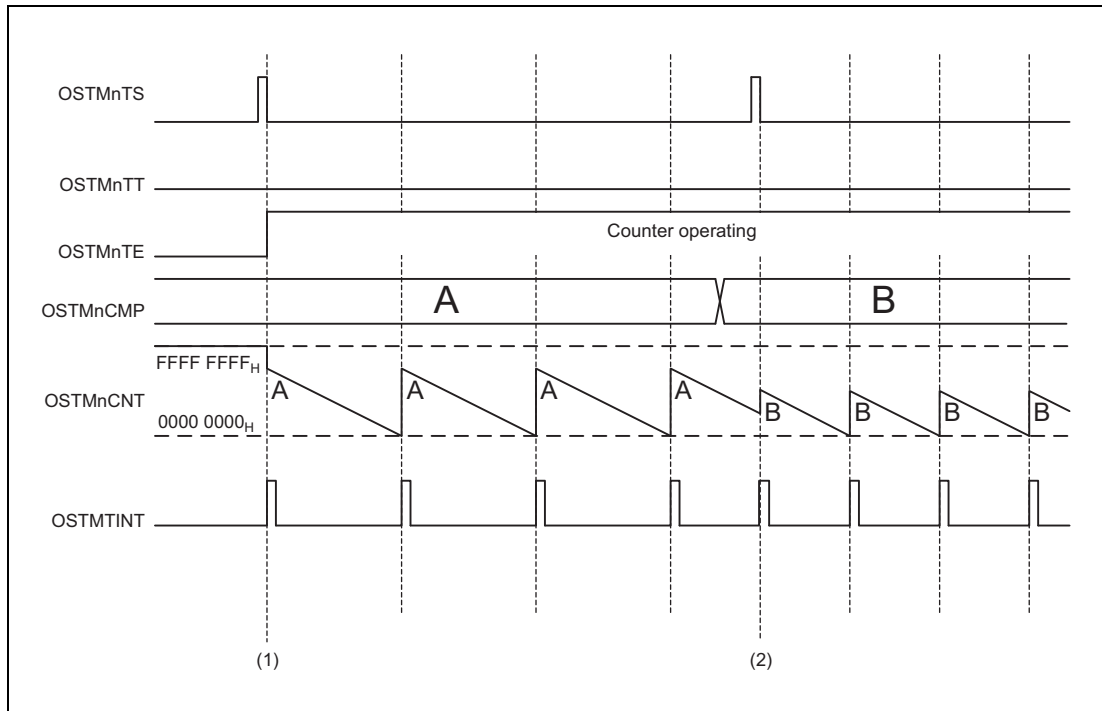 OSTMnTS
OSTMnTT
OSTMnTE
Counter operating
OSTMnCMP
A
B
OSTMnCNT
FFFF FFFFH
0000 0000H
A
A
A
A
B
B
B
B
OSTMTINT
(1)
(2)